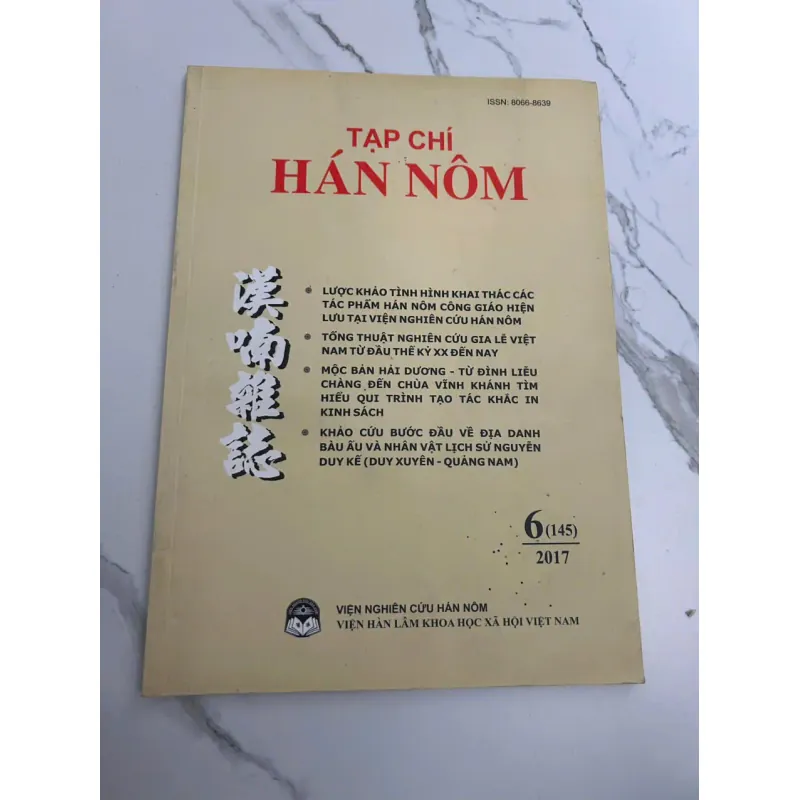 ISSN: 8066-8639
TẠP CHÍ
HÁN NÔM
漢喃雜誌
LƯỢC KHẢO TÌNH HÌNH KHAI THÁC CÁC
TÁC PHẨM HÁN NÔM CÔNG GIÁO HIỆN
LƯU TẠI VIỆN NGHIÊN CỨU HÁN NÔM
TỔNG THUẬT NGHIÊN CỨU GIA LỄ VIỆT
NAM TỪ ĐẦU THẾ KỶ XX ĐẾN NAY
MỘC BẢN HẢI DƯƠNG - TỪ ĐÌNH LIỄU
CHÀNG ĐẾN CHÙA VĨNH KHÁNH TÌM
HIỂU QUI TRÌNH TẠO TÁC KHẮC IN
KINH SÁCH
KHẢO CỨU BƯỚC ĐẦU VỀ ĐỊA DANH
BÀU ẤU VÀ NHÂN VẬT LỊCH SỬ NGUYỄN
DUY KẾ (DUY XUYÊN - QUẢNG NAM)
6 (145)
2017
VIỆN NGHIÊN CỨU HÁN NÔM
VIỆN HÀN LÂM KHOA HỌC XÃ HỘI VIỆT NAM